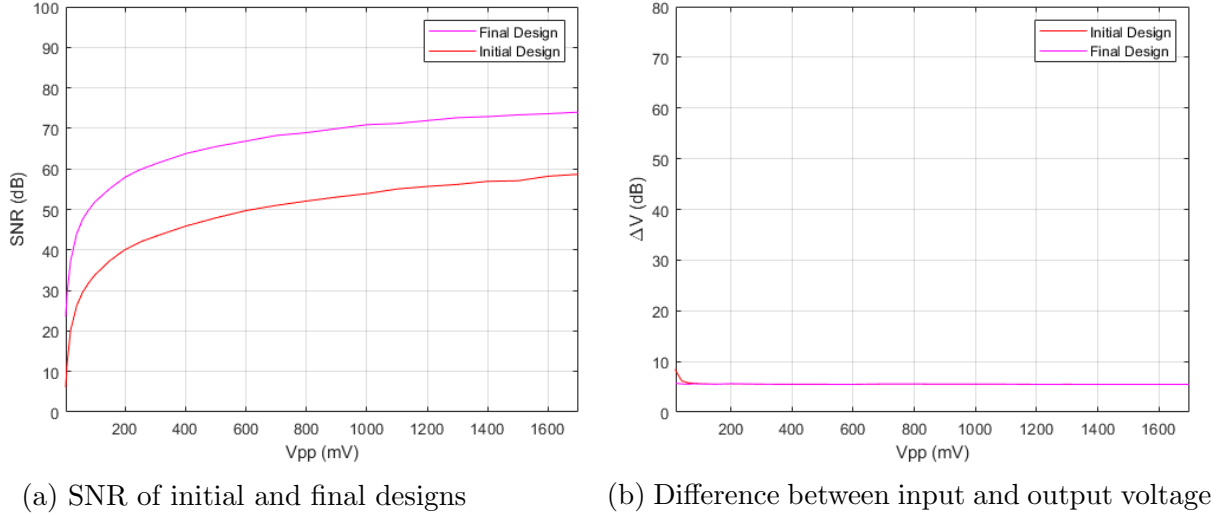 100
90
80
70
60
50
40
30
20
10
0
SNR (dB)
200 400 600 800 1000 1200 1400 1600
Vpp (mV)
Final Design
Initial Design
(a) SNR of initial and final designs
80
70
60
50
40
30
20
10
0
ΔV (dB)
200 400 600 800 1000 1200 1400 1600
Vpp (mV)
Initial Design
Final Design
(b) Difference between input and output voltage